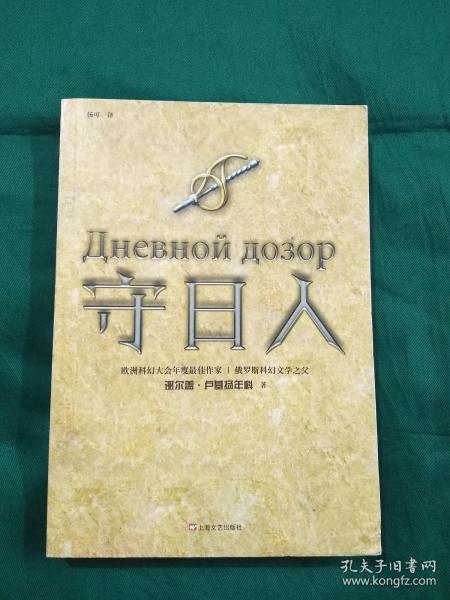 杨可 译
Дневной дозор
守日人
欧洲科幻大会年度最佳作家 | 俄罗斯科幻文学之父
谢尔盖·卢基扬年科 著
上海文艺出版社
孔夫子旧书网
www.kongfz.com